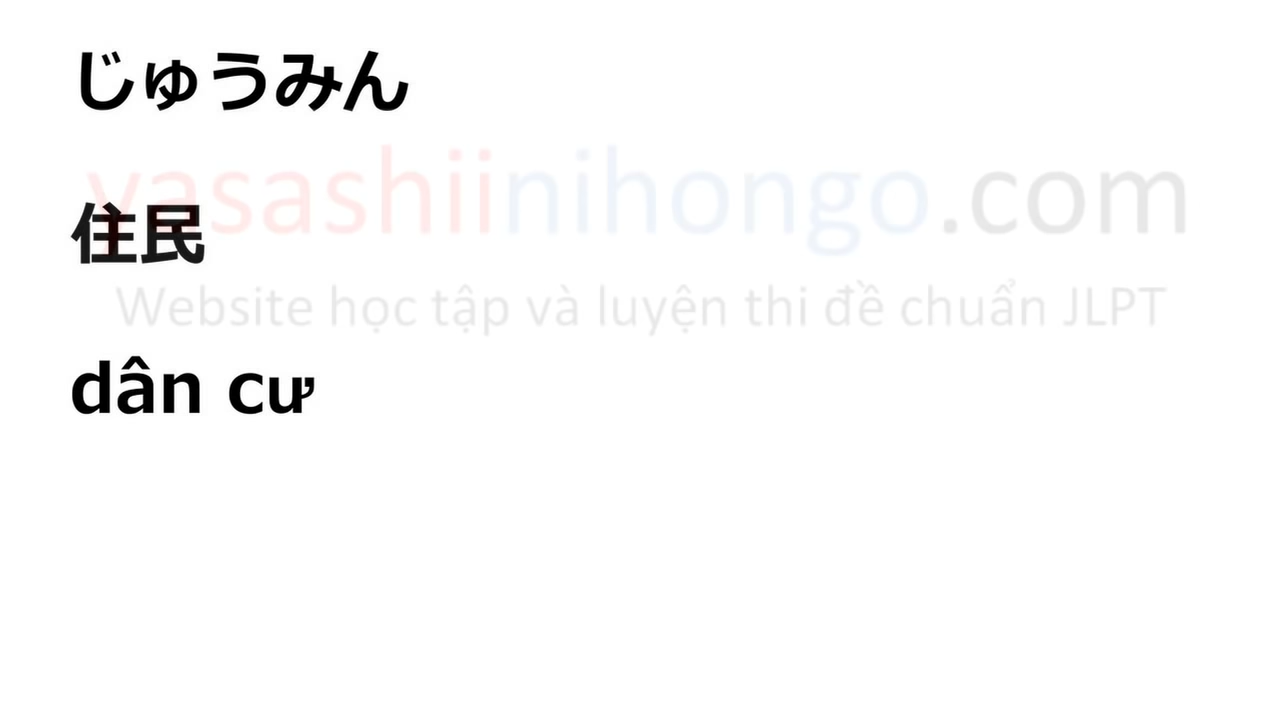 じゅうみん
yasashiinihongo.com
住民
Website học tập và luyện thi đề chuẩn JLPT
dân cư